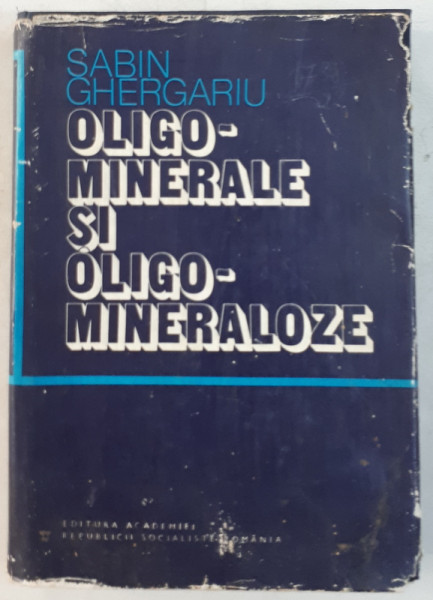 SABIN
GHERGARIU
OLIGO-
MINERALE
ȘI
OLIGO-
MINERALOZE
EDITURA ACADEMIEI
REPUBLICII SOCIALISTE ROMÂNIA